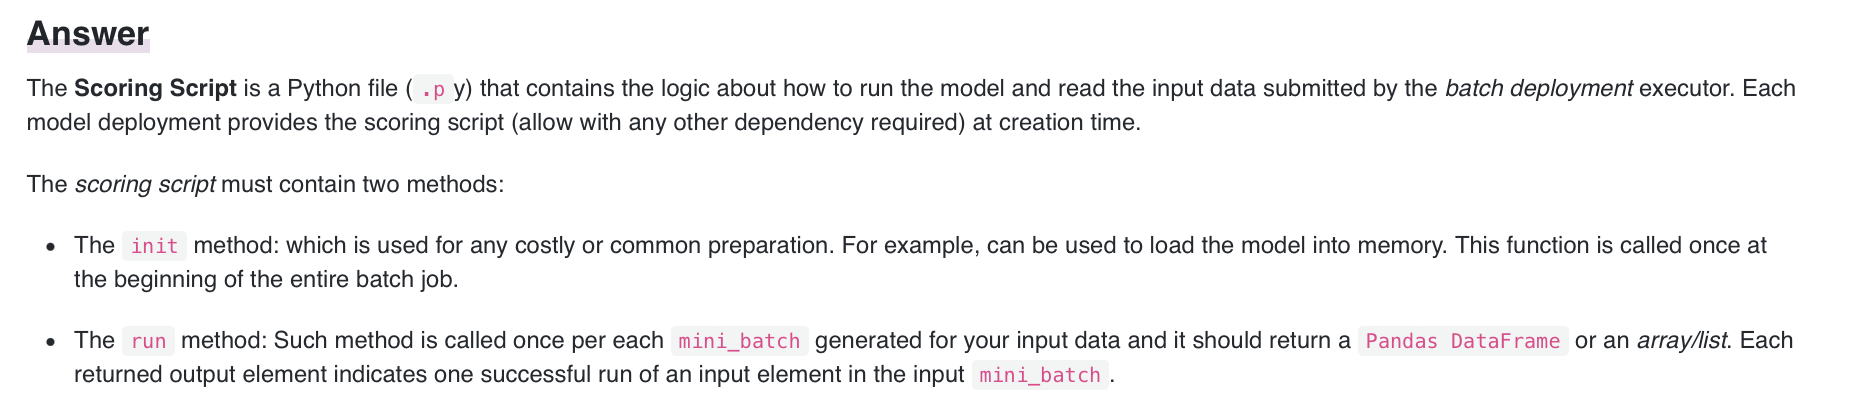 Answer
The Scoring Script is a Python file (.py) that contains the logic about how to run the model and read the input data submitted by the batch deployment executor. Each
model deployment provides the scoring script (allow with any other dependency required) at creation time.
The scoring script must contain two methods:
• The init method: which is used for any costly or common preparation. For example, can be used to load the model into memory. This function is called once at
the beginning of the entire batch job.
• The run method: Such method is called once per each mini_batch generated for your input data and it should return a Pandas DataFrame or an array/list. Each
returned output element indicates one successful run of an input element in the input mini_batch.